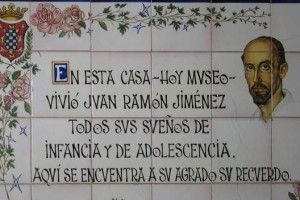 EN ESTA CASA-HOY MVSEO-
VIVIÓ JVAN RAMÓN JIMÉNEZ
TODOS SVS SVEÑOS DE
INFANCIA Y DE ADOLESCENCIA.
AQVÍ SE ENCVENTRA A SV AGRADO SV RECVERDO.